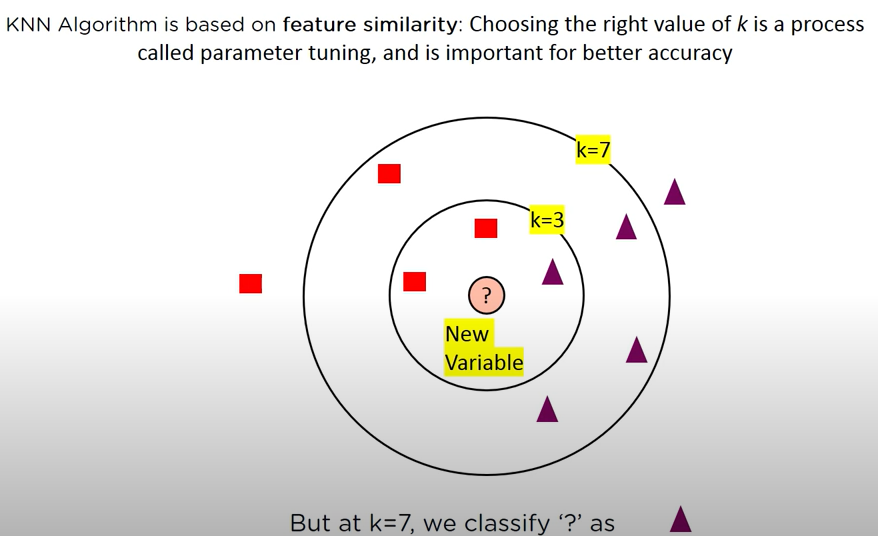 KNN Algorithm is based on feature similarity: Choosing the right value of k is a process
called parameter tuning, and is important for better accuracy
k=7
k=3
?
New
Variable
But at k=7, we classify ‘?’ as